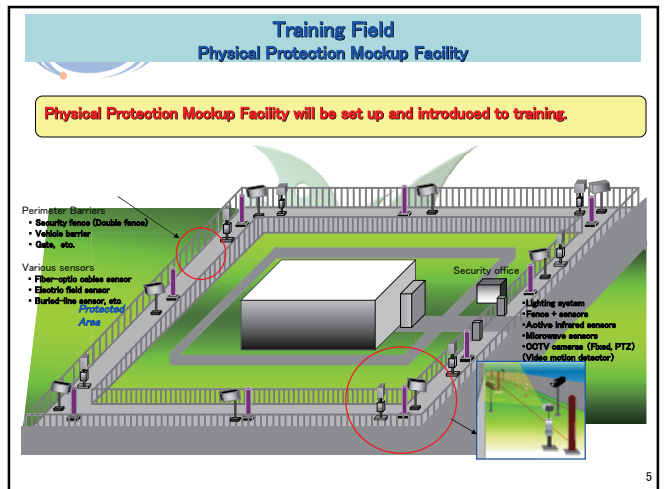 Training Field
Physical Protection Mockup Facility
Physical Protection Mockup Facility will be set up and introduced to training.
Perimeter Barriers
▪ Security fence (Double fence)
▪ Vehicle barrier
▪ Gate, etc.
Various sensors
▪ Fiber-optic cables sensor
▪ Electric field sensor
▪ Buried-line sensor, etc.
Protected
Area
Security office
▪Lighting system
▪Fence + sensors
▪Active infrared sensors
▪Microwave sensors
▪CCTV cameras (Fixed, PTZ)
(Video motion detector)
5